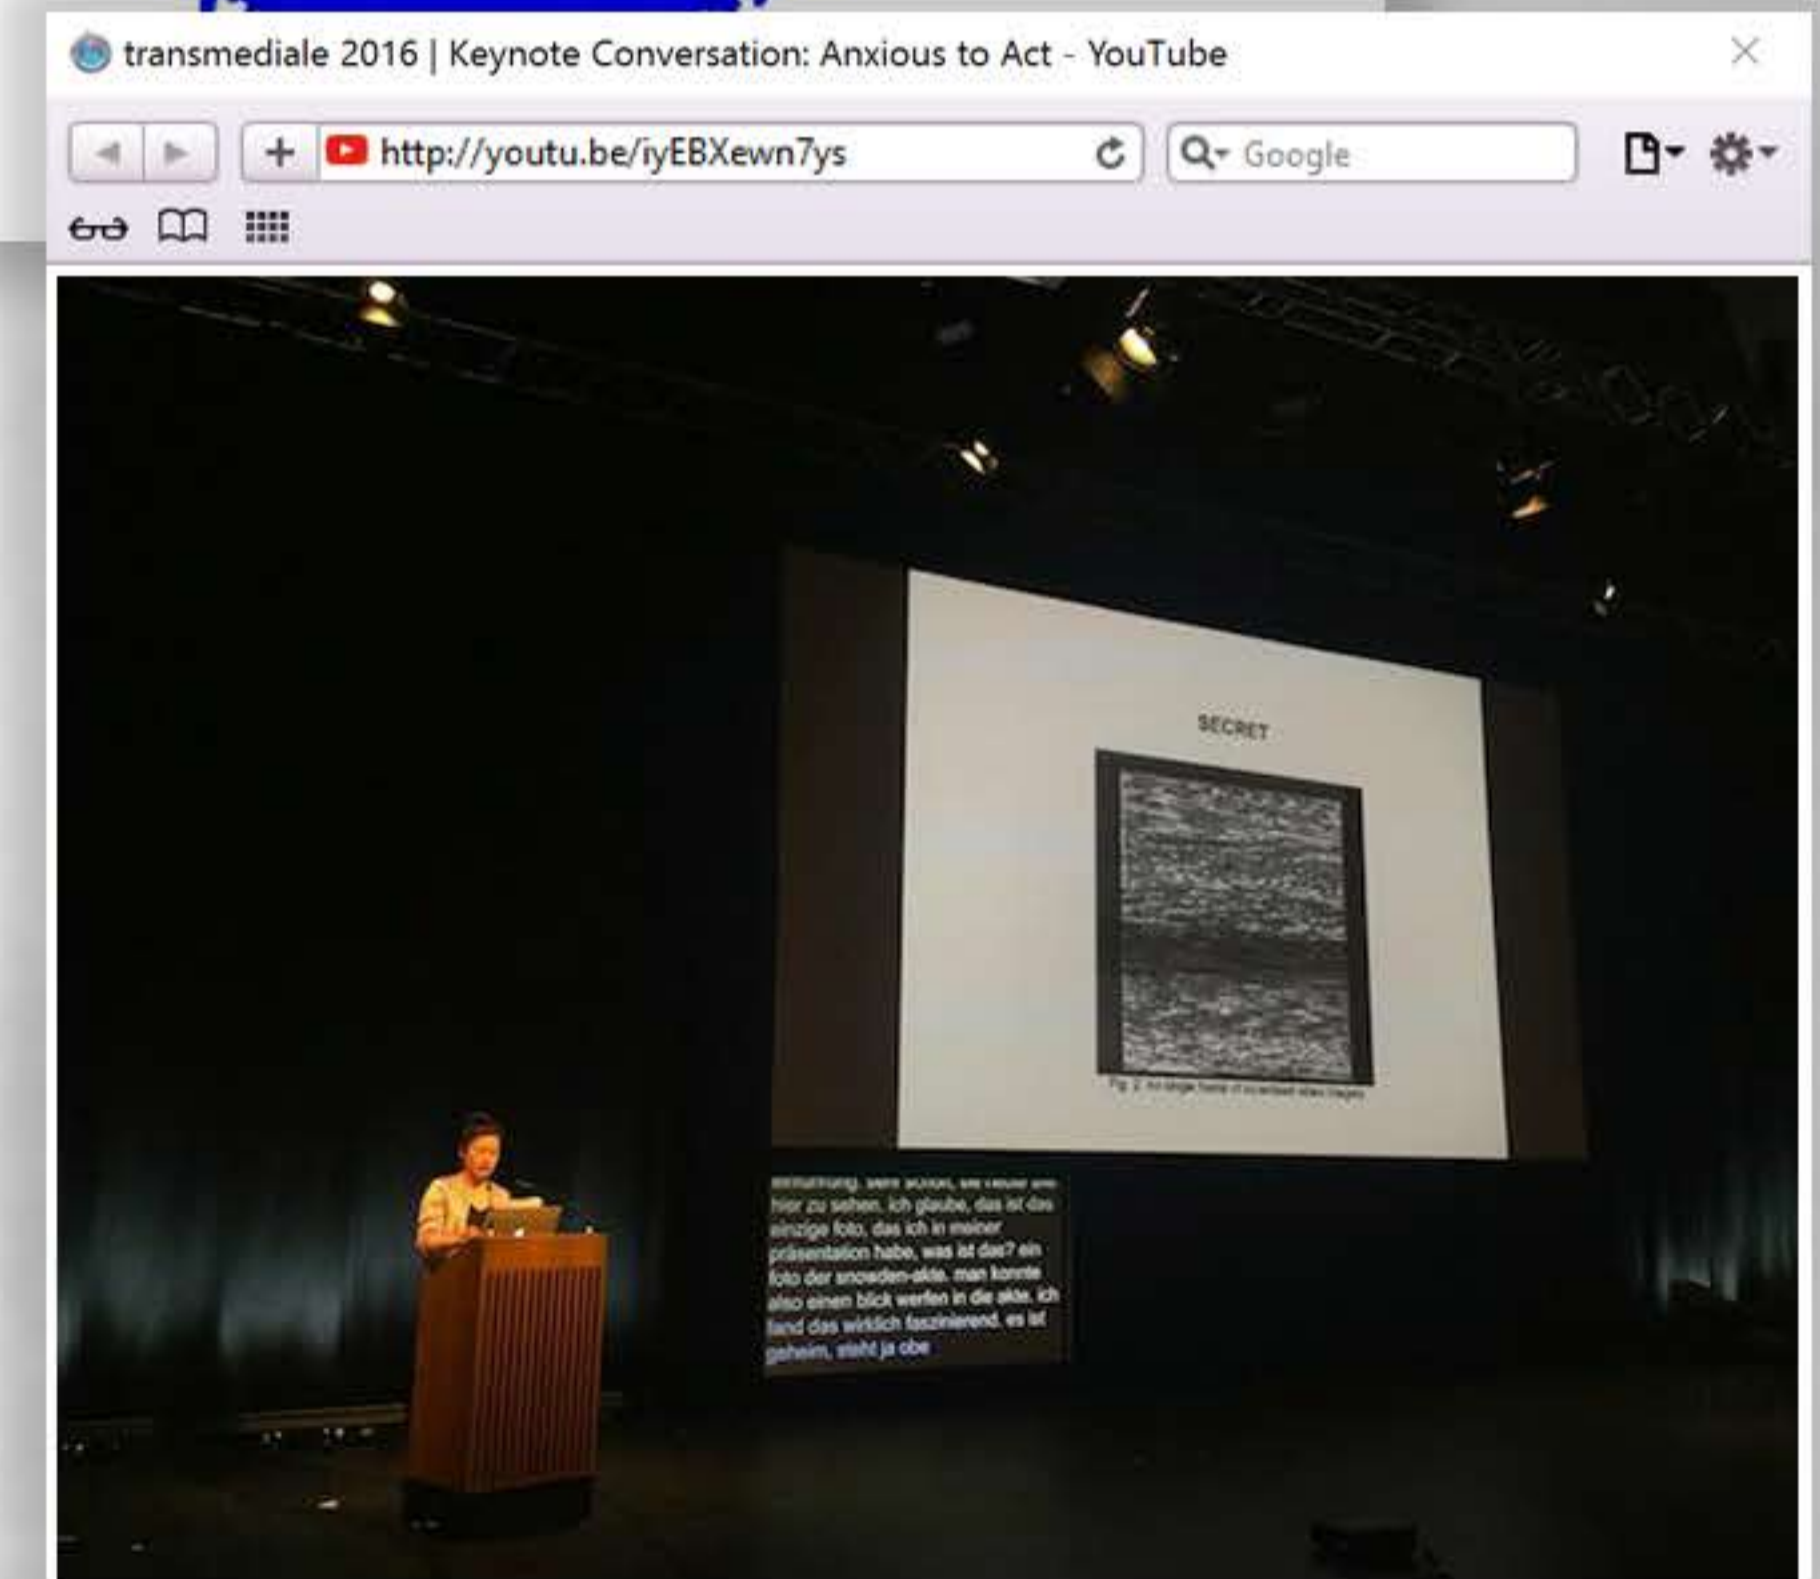 transmediale 2016 | Keynote Conversation: Anxious to Act - YouTube
http://youtu.be/iyEBXewn7ys
Google
SECRET
hier zu sehen. ich glaube, das ist das
einzige foto, das ich in meiner
präsentation habe, was ist das? ein
foto der snowden-akte. man konnte
also einen blick werfen in die akte. ich
fand das wirklich faszinierend. es ist
geheim, steht ja obe